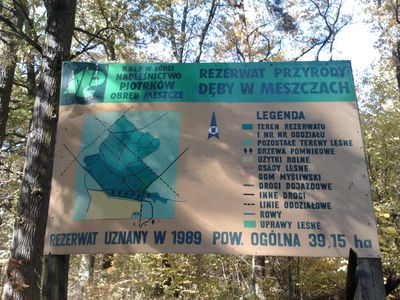 RDLP W ŁODZI
NADLEŚNICTWO
PIOTRKÓW
OBRĘB MESZCZE
REZERWAT PRZYRODY
DĘBY W MESZCZACH
LEGENDA
TEREN REZERWATU
I NR NR ODDZIAŁU
POZOSTAŁE TERENY LEŚNE
DRZEWA POMNIKOWE
UŻYTKI ROLNE
OSADY LEŚNE
DOM MYŚLIWSKI
DROGI DOJAZDOWE
INNE DROGI
LINIE ODDZIAŁOWE
ROWY
UPRAWY LEŚNE
REZERWAT UZNANY W 1989 POW. OGÓLNA 39,15 ha